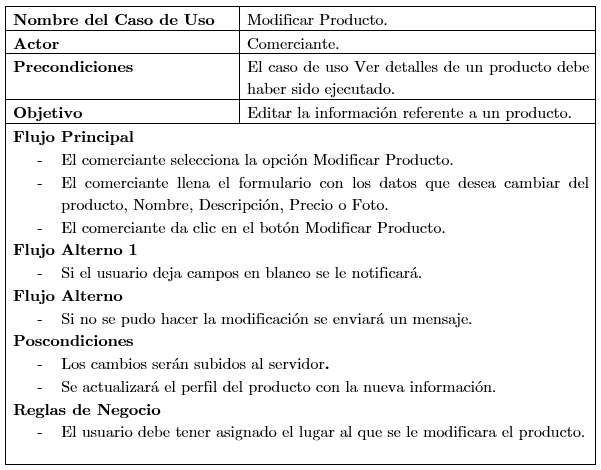 Nombre del Caso de Uso Modificar Producto.
Actor Comerciante.
Precondiciones El caso de uso Ver detalles de un producto debe
haber sido ejecutado.
Objetivo Editar la información referente a un producto.
Flujo Principal
- El comerciante selecciona la opción Modificar Producto.
- El comerciante llena el formulario con los datos que desea cambiar del
producto, Nombre, Descripción, Precio o Foto.
- El comerciante da clic en el botón Modificar Producto.
Flujo Alterno 1
- Si el usuario deja campos en blanco se le notificará.
Flujo Alterno
- Si no se pudo hacer la modificación se enviará un mensaje.
Poscondiciones
- Los cambios serán subidos al servidor.
- Se actualizará el perfil del producto con la nueva información.
Reglas de Negocio
- El usuario debe tener asignado el lugar al que se le modificara el producto.